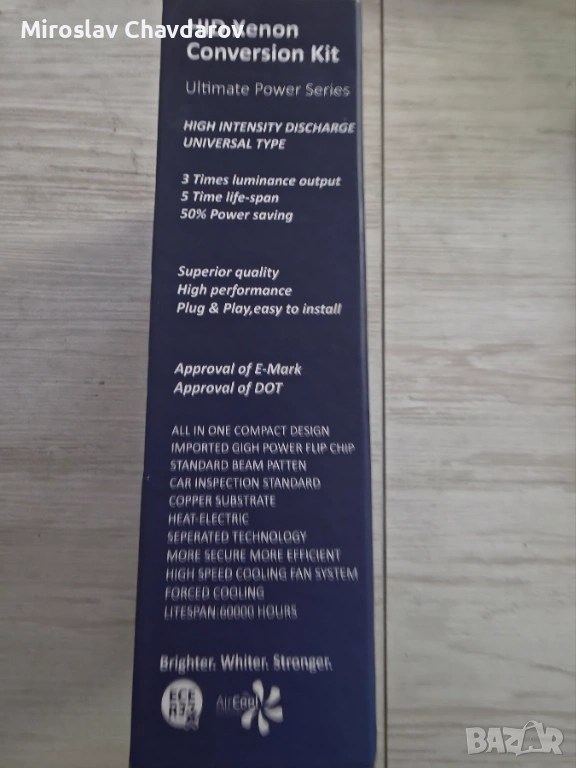 Miroslav Chavdarov
HID Xenon
Conversion Kit
Ultimate Power Series
HIGH INTENSITY DISCHARGE
UNIVERSAL TYPE
3 Times luminance output
5 Time life-span
50% Power saving
Superior quality
High performance
Plug & Play,easy to install
Approval of E-Mark
Approval of DOT
ALL IN ONE COMPACT DESIGN
IMPORTED GIGH POWER FLIP CHIP
STANDARD BEAM PATTEN
CAR INSPECTION STANDARD
COPPER SUBSTRATE
HEAT-ELECTRIC
SEPERATED TECHNOLOGY
MORE SECURE MORE EFFICIENT
HIGH SPEED COOLING FAN SYSTEM
FORCED COOLING
LITESPAN:60000 HOURS
Brighter. Whiter. Stronger.
ECE
BAZAR